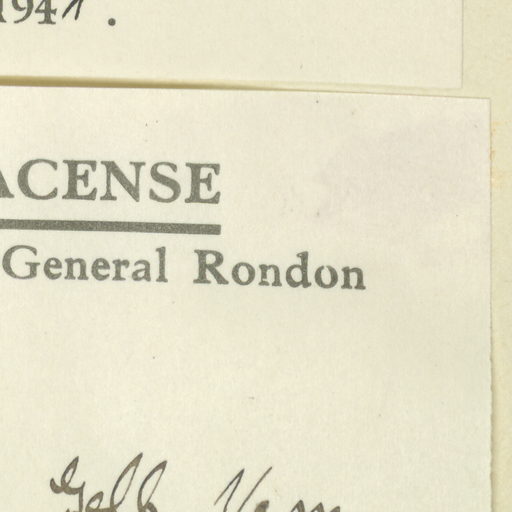 1941.
ACENSE
General Rondon